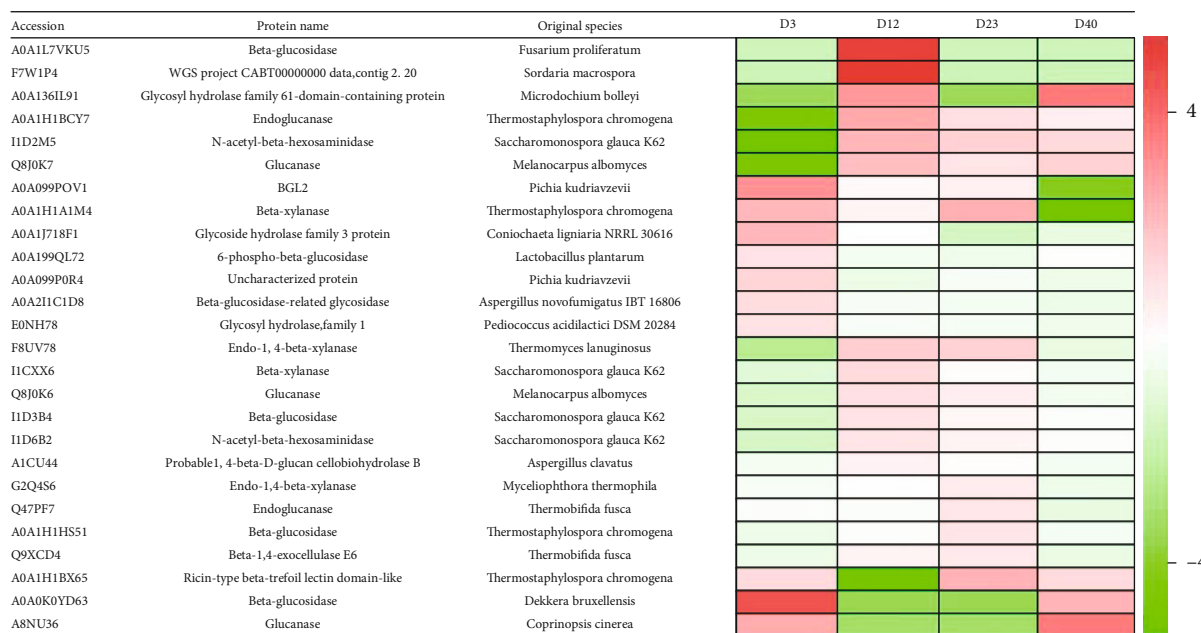 Accession Protein name Original species D3 D12 D23 D40
A0A1L7VKU5 Beta-glucosidase Fusarium proliferatum
F7W1P4 WGS project CABT00000000 data,contig 2. 20 Sordaria macrospora
A0A136IL91 Glycosyl hydrolase family 61-domain-containing protein Microdochium bolleyi
A0A1H1BCY7 Endoglucanase Thermostaphylospora chromogena
I1D2M5 N-acetyl-beta-hexosaminidase Saccharomonospora glauca K62
Q8J0K7 Glucanase Melanocarpus albomyces
A0A099POV1 BGL2 Pichia kudriavzevii
A0A1H1A1M4 Beta-xylanase Thermostaphylospora chromogena
A0A1J718F1 Glycoside hydrolase family 3 protein Coniochaeta ligniaria NRRL 30616
A0A199QL72 6-phospho-beta-glucosidase Lactobacillus plantarum
A0A099P0R4 Uncharacterized protein Pichia kudriavzevii
A0A2I1C1D8 Beta-glucosidase-related glycosidase Aspergillus novofumigatus IBT 16806
E0NH78 Glycosyl hydrolase,family 1 Pediococcus acidilactici DSM 20284
F8UV78 Endo-1, 4-beta-xylanase Thermomyces lanuginosus
I1CXX6 Beta-xylanase Saccharomonospora glauca K62
Q8J0K6 Glucanase Melanocarpus albomyces
I1D3B4 Beta-glucosidase Saccharomonospora glauca K62
I1D6B2 N-acetyl-beta-hexosaminidase Saccharomonospora glauca K62
A1CU44 Probable1, 4-beta-D-glucan cellobiohydrolase B Aspergillus clavatus
G2Q4S6 Endo-1,4-beta-xylanase Myceliophthora thermophila
Q47PF7 Endoglucanase Thermobifida fusca
A0A1H1HS51 Beta-glucosidase Thermostaphylospora chromogena
Q9XCD4 Beta-1,4-exocellulase E6 Thermobifida fusca
A0A1H1BX65 Ricin-type beta-trefoil lectin domain-like Thermostaphylospora chromogena
A0A0K0YD63 Beta-glucosidase Dekkera bruxellensis
A8NU36 Glucanase Coprinopsis cinerea
4
-4